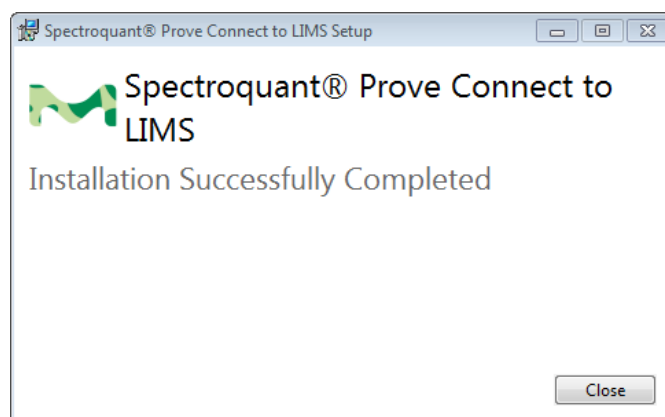 Spectroquant® Prove Connect to LIMS Setup
Spectroquant® Prove Connect to
LIMS
Installation Successfully Completed
Close